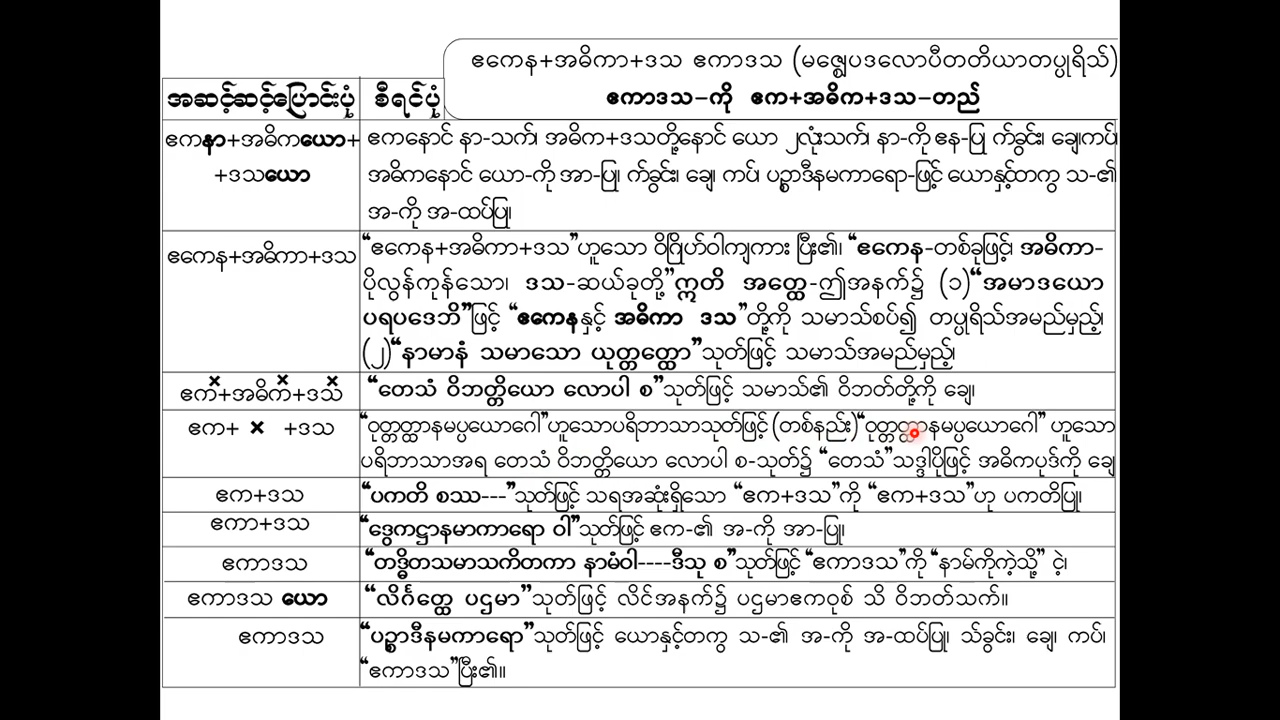 ဧကေန+အဓိကာ+ဒသ ဧကာဒသ (မဇ္ဈေပဒလောပီတတိယာတပ္ပုရိသ်)
ဧကာဒသ-ကို ဧက+အဓိက+ဒသ-တည်
အဆင့်ဆင့်ပြောင်းပုံ စီရင်ပုံ
ဧကနာ+အဓိကယော+ ဧကနောင် နာ-သက်၊ အဓိက+ဒသတို့နောင် ယော ၂လုံးသက်၊ နာ-ကို ဧန-ပြု၊ က်ခွင်း၊ ချေ၊ကပ်၊
+ဒသယော အဓိကနောင် ယော-ကို အာ-ပြု၊ က်ခွင်း၊ ချေ၊ ကပ်၊ ပဉ္စာဒီနမကာရော-ဖြင့် ယောနှင့်တကွ သ-၏
အ-ကို အ-ထပ်ပြု၊
ဧကေန+အဓိကာ+ဒသ “ဧကေန+အဓိကာ+ဒသ”ဟူသော ဝိဂြိုဟ်ဝါကျကား ပြီး၏၊ “ဧကေန-တစ်ခုဖြင့်၊ အဓိကာ-
ပိုလွန်ကုန်သော၊ ဒသ-ဆယ်ခုတို့”ဣတိ အတ္ထေ-ဤအနက်၌ (၁)“အမာဒယော
ပရပဒေဘိ”ဖြင့် “ဧကေနနှင့် အဓိကာ ဒသ”တို့ကို သမာသ်စပ်၍ တပ္ပုရိသ်အမည်မှည့်၊
(၂)“နာမာနံ သမာသော ယုတ္တတ္ထော”သုတ်ဖြင့် သမာသ်အမည်မှည့်၊
ဧက×+အဓိက×+ဒသ× “တေသံ ဝိဘတ္တိယော လောပါ စ”သုတ်ဖြင့် သမာသ်၏ ဝိဘတ်တို့ကို ချေ၊
ဧက+ × +ဒသ “ဝုတ္တတ္ထာနမပ္ပယောဂေါ”ဟူသောပရိဘာသာသုတ်ဖြင့် (တစ်နည်း)“ဝုတ္တတ္ထာနမပ္ပယောဂေါ” ဟူသော
ပရိဘာသာအရ တေသံ ဝိဘတ္တိယော လောပါ စ-သုတ်၌ “တေသံ”သဒ္ဒါပိုဖြင့် အဓိကပုဒ်ကို ချေ
ဧက+ဒသ “ပကတိ စဿ---”သုတ်ဖြင့် သရအဆုံးရှိသော “ဧက+ဒသ”ကို “ဧက+ဒသ”ဟု ပကတိပြု၊
ဧကာ+ဒသ “ဒွေကဋ္ဌာနမာကာရော ဝါ”သုတ်ဖြင့် ဧက-၏ အ-ကို အာ-ပြု၊
ဧကာဒသ “တဒ္ဓိတသမာသကိတကာ နာမံဝါ----ဒီသု စ”သုတ်ဖြင့် “ဧကာဒသ”ကို “နာမ်ကိုကဲ့သို့” ငဲ့၊
ဧကာဒသ ယော “လိင်္ဂတ္ထေ ပဌမာ”သုတ်ဖြင့် လိင်အနက်၌ ပဌမာဧကဝုစ် သိ ဝိဘတ်သက်။
ဧကာဒသ “ပဉ္စာဒီနမကာရော”သုတ်ဖြင့် ယောနှင့်တကွ သ-၏ အ-ကို အ-ထပ်ပြု၊ သ်ခွင်း၊ ချေ၊ ကပ်၊
“ဧကာဒသ”ပြီး၏။